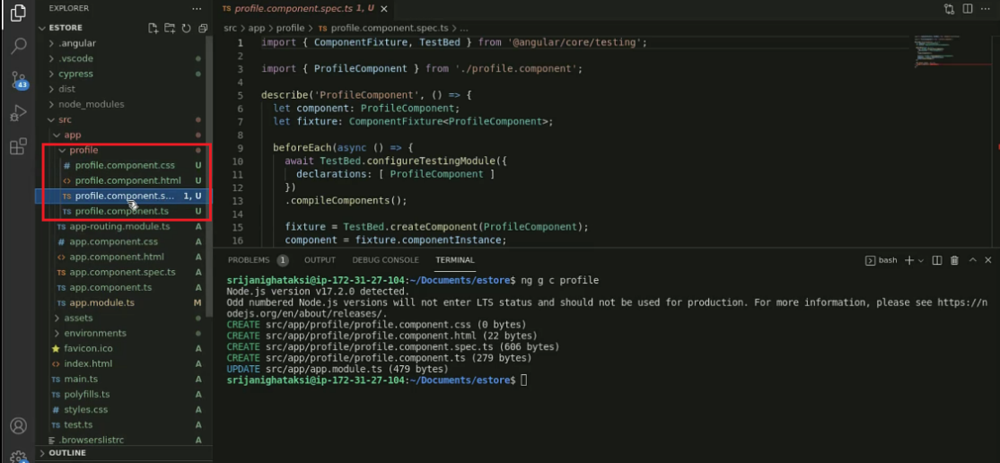 EXPLORER ...
ESTORE
.angular
.vscode
cypress
dist
node_modules
src
app
profile
# profile.component.css U
<> profile.component.html U
TS profile.component.s... 1, U
TS profile.component.ts U
TS app-routing.module.ts A
# app.component.css A
<> app.component.html A
TS app.component.spec.ts A
TS app.component.ts A
TS app.module.ts M
assets
environments
favicon.ico A
<> index.html A
TS main.ts A
TS polyfills.ts A
# styles.css A
TS test.ts A
.browserslistrc A
OUTLINE
43
profile.component.spec.ts 1, U ×
src > app > profile > TS profile.component.spec.ts > ...
1 import { ComponentFixture, TestBed } from '@angular/core/testing';
2
3 import { ProfileComponent } from './profile.component';
4
5 describe('ProfileComponent', () => {
6 let component: ProfileComponent;
7 let fixture: ComponentFixture<ProfileComponent>;
8
9 beforeEach(async () => {
10 await TestBed.configureTestingModule({
11 declarations: [ ProfileComponent ]
12 })
13 .compileComponents();
14
15 fixture = TestBed.createComponent(ProfileComponent);
16 component = fixture.componentInstance;
PROBLEMS 1 OUTPUT DEBUG CONSOLE TERMINAL bash
srijanighataksi@ip-172-31-27-104:~/Documents/estore$ ng g c profile
Node.js version v17.2.0 detected.
Odd numbered Node.js versions will not enter LTS status and should not be used for production. For more information, please see https://n
odejs.org/en/about/releases/.
CREATE src/app/profile/profile.component.css (0 bytes)
CREATE src/app/profile/profile.component.html (22 bytes)
CREATE src/app/profile/profile.component.spec.ts (606 bytes)
CREATE src/app/profile/profile.component.ts (279 bytes)
UPDATE src/app/app.module.ts (479 bytes)
srijanighataksi@ip-172-31-27-104:~/Documents/estore$